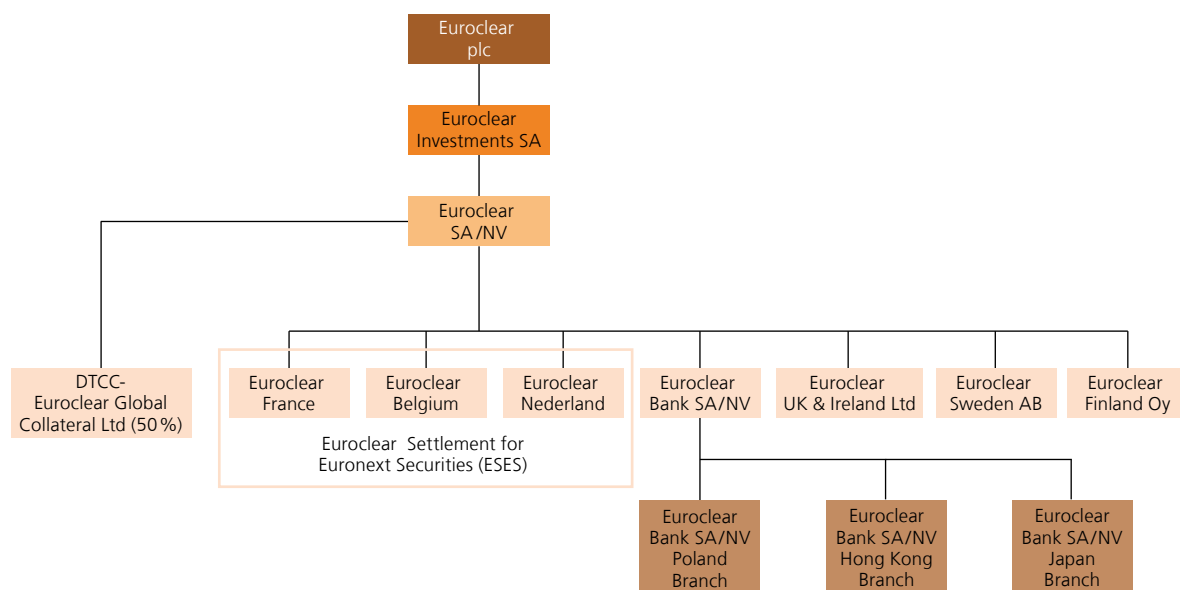 Euroclear
plc
Euroclear
Investments SA
Euroclear
SA/NV
DTCC-
Euroclear Global
Collateral Ltd (50%)
Euroclear
France
Euroclear
Belgium
Euroclear
Nederland
Euroclear Settlement for
Euronext Securities (ESES)
Euroclear
Bank SA/NV
Euroclear
UK & Ireland Ltd
Euroclear
Sweden AB
Euroclear
Finland Oy
Euroclear
Bank SA/NV
Poland
Branch
Euroclear
Bank SA/NV
Hong Kong
Branch
Euroclear
Bank SA/NV
Japan
Branch